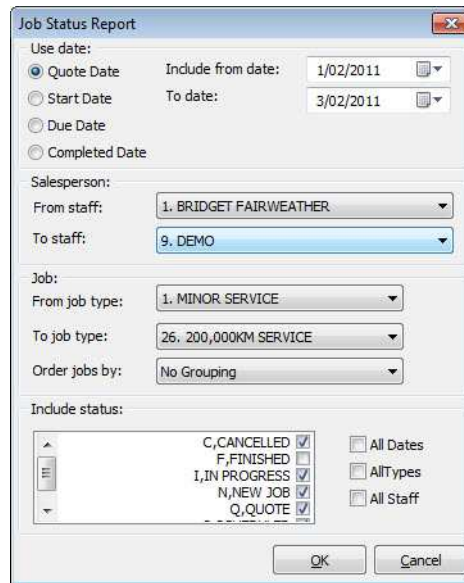 Job Status Report
Use date:
Quote Date
Include from date:
1/02/2011
Start Date
To date:
3/02/2011
Due Date
Completed Date
Salesperson:
From staff:
1. BRIDGET FAIRWEATHER
To staff:
9. DEMO
Job:
From job type:
1. MINOR SERVICE
To job type:
26. 200,000KM SERVICE
Order jobs by:
No Grouping
Include status:
C,CANCELLED
F,FINISHED
I,IN PROGRESS
N,NEW JOB
Q,QUOTE
All Dates
AllTypes
All Staff
OK
Cancel